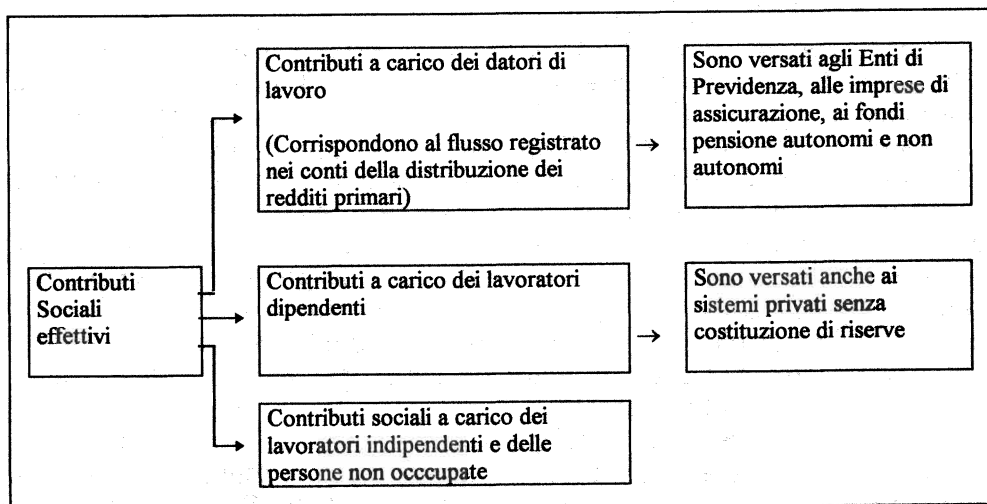 Contributi a carico dei datori di
lavoro
(Corrispondono al flusso registrato
nei conti della distribuzione dei
redditi primari)
Sono versati agli Enti di
Previdenza, alle imprese di
assicurazione, ai fondi
pensione autonomi e non
autonomi
Contributi
Sociali
effettivi
Contributi a carico dei lavoratori
dipendenti
Sono versati anche ai
sistemi privati senza
costituzione di riserve
Contributi sociali a carico dei
lavoratori indipendenti e delle
persone non occcupate